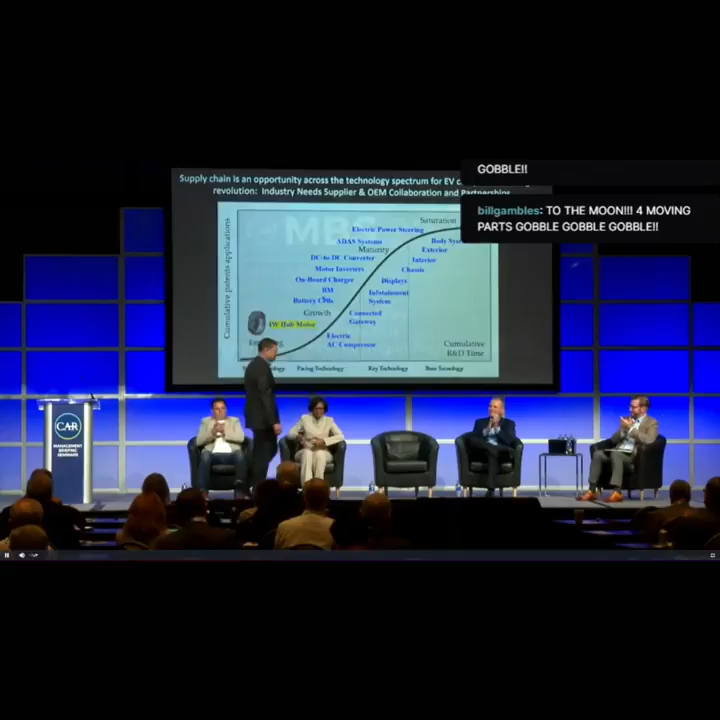 Supply chain is an opportunity across the technology spectrum for EV
revolution: Industry Needs Supplier & OEM Collaboration and Partnerships
GOBBLE!!
billgambles: TO THE MOON!!! 4 MOVING
PARTS GOBBLE GOBBLE GOBBLE!!
Cumulative patents applications
Saturation
Electric Power Steering
ADAS Systems
Body
Maturity
Exterior
DC-to-DC Converter
Interior
Motor Inverters
Chassis
On-Board Charger
Displays
Infotainment
System
Battery
Growth
Connected
Gateway
IW Hub Motor
Electric
AC Compressor
Cumulative
R&D Time
Pacing Technology
Key Technology
Base Tecnology
CAR
MANAGEMENT
BRIEFING
SEMINARS